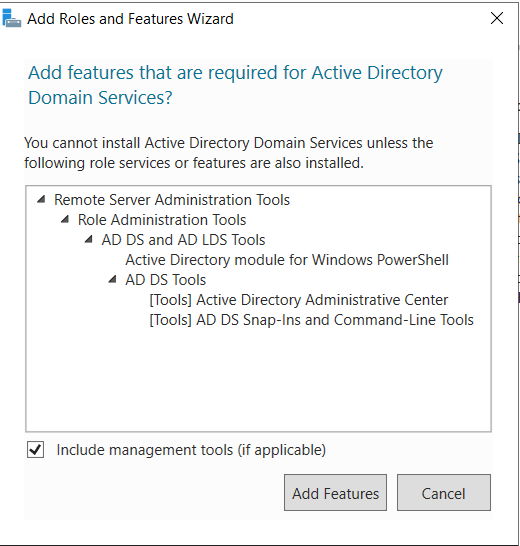 Add Roles and Features Wizard
Add features that are required for Active Directory
Domain Services?
You cannot install Active Directory Domain Services unless the
following role services or features are also installed.
Remote Server Administration Tools
Role Administration Tools
AD DS and AD LDS Tools
Active Directory module for Windows PowerShell
AD DS Tools
[Tools] Active Directory Administrative Center
[Tools] AD DS Snap-Ins and Command-Line Tools
Include management tools (if applicable)
Add Features
Cancel